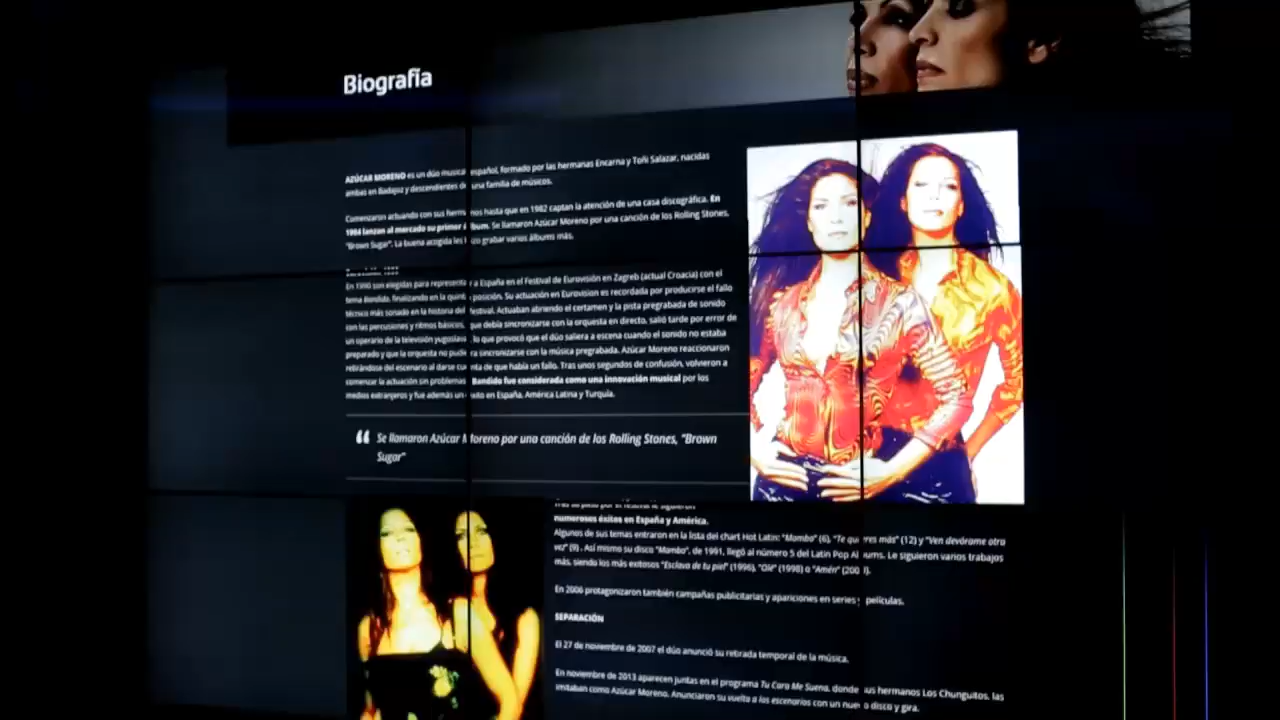 Biografía
AZÚCAR MORENO es un dúo musical español, formado por las hermanas Encarna y Toñi Salazar, nacidas
ambas en Badajoz y descendientes de una familia de músicos.
Comenzaron actuando con sus hermanos hasta que en 1982 captan la atención de una casa discográfica. En
1984 lanzan al mercado su primer álbum. Se llamaron Azúcar Moreno por una canción de los Rolling Stones,
"Brown Sugar". La buena acogida les hizo grabar varios álbums más.
En 1990 son elegidas para representar a España en el Festival de Eurovisión en Zagreb (actual Croacia) con el
tema Bandido, finalizando en la quinta posición. Su actuación en Eurovision es recordada por producirse el fallo
técnico más sonado en la historia del festival. Actuaban abriendo el certamen y la pista pregrabada de sonido
con las percusiones y ritmos básicos, que debía sincronizarse con la orquesta en directo, salió tarde por error de
un operario de la televisión yugoslava, lo que provocó que el dúo saliera a escena cuando el sonido no estaba
preparado y que la orquesta no pudiera sincronizarse con la música pregrabada. Azúcar Moreno reaccionaron
retirándose del escenario al darse cuenta de que había un fallo. Tras unos segundos de confusión, volvieron a
comenzar la actuación sin problemas. Bandido fue considerada como una innovación musical por los
medios extranjeros y fue además un éxito en España, América Latina y Turquía.
“ Se llamaron Azúcar Moreno por una canción de los Rolling Stones, "Brown
Sugar"
Tras su paso por el festival le siguieron
numerosos éxitos en España y América.
Algunos de sus temas entraron en la lista del chart Hot Latin: "Mambo" (6), "Te quieres más" (12) y "Ven devórame otra
vez" (9) . Así mismo su disco "Mambo", de 1991, llegó al número 5 del Latin Pop Albums. Le siguieron varios trabajos
más, siendo los más exitosos "Esclava de tu piel" (1996), "Olé" (1998) o "Amén" (2000).
En 2006 protagonizaron también campañas publicitarias y apariciones en series y películas.
SEPARACIÓN
El 27 de noviembre de 2007 el dúo anunció su retirada temporal de la música.
En noviembre de 2013 aparecen juntas en el programa Tu Cara Me Suena, donde sus hermanos Los Chunguitos, las
imitaban como Azúcar Moreno. Anunciaron su vuelta a los escenarios con un nuevo disco y gira.